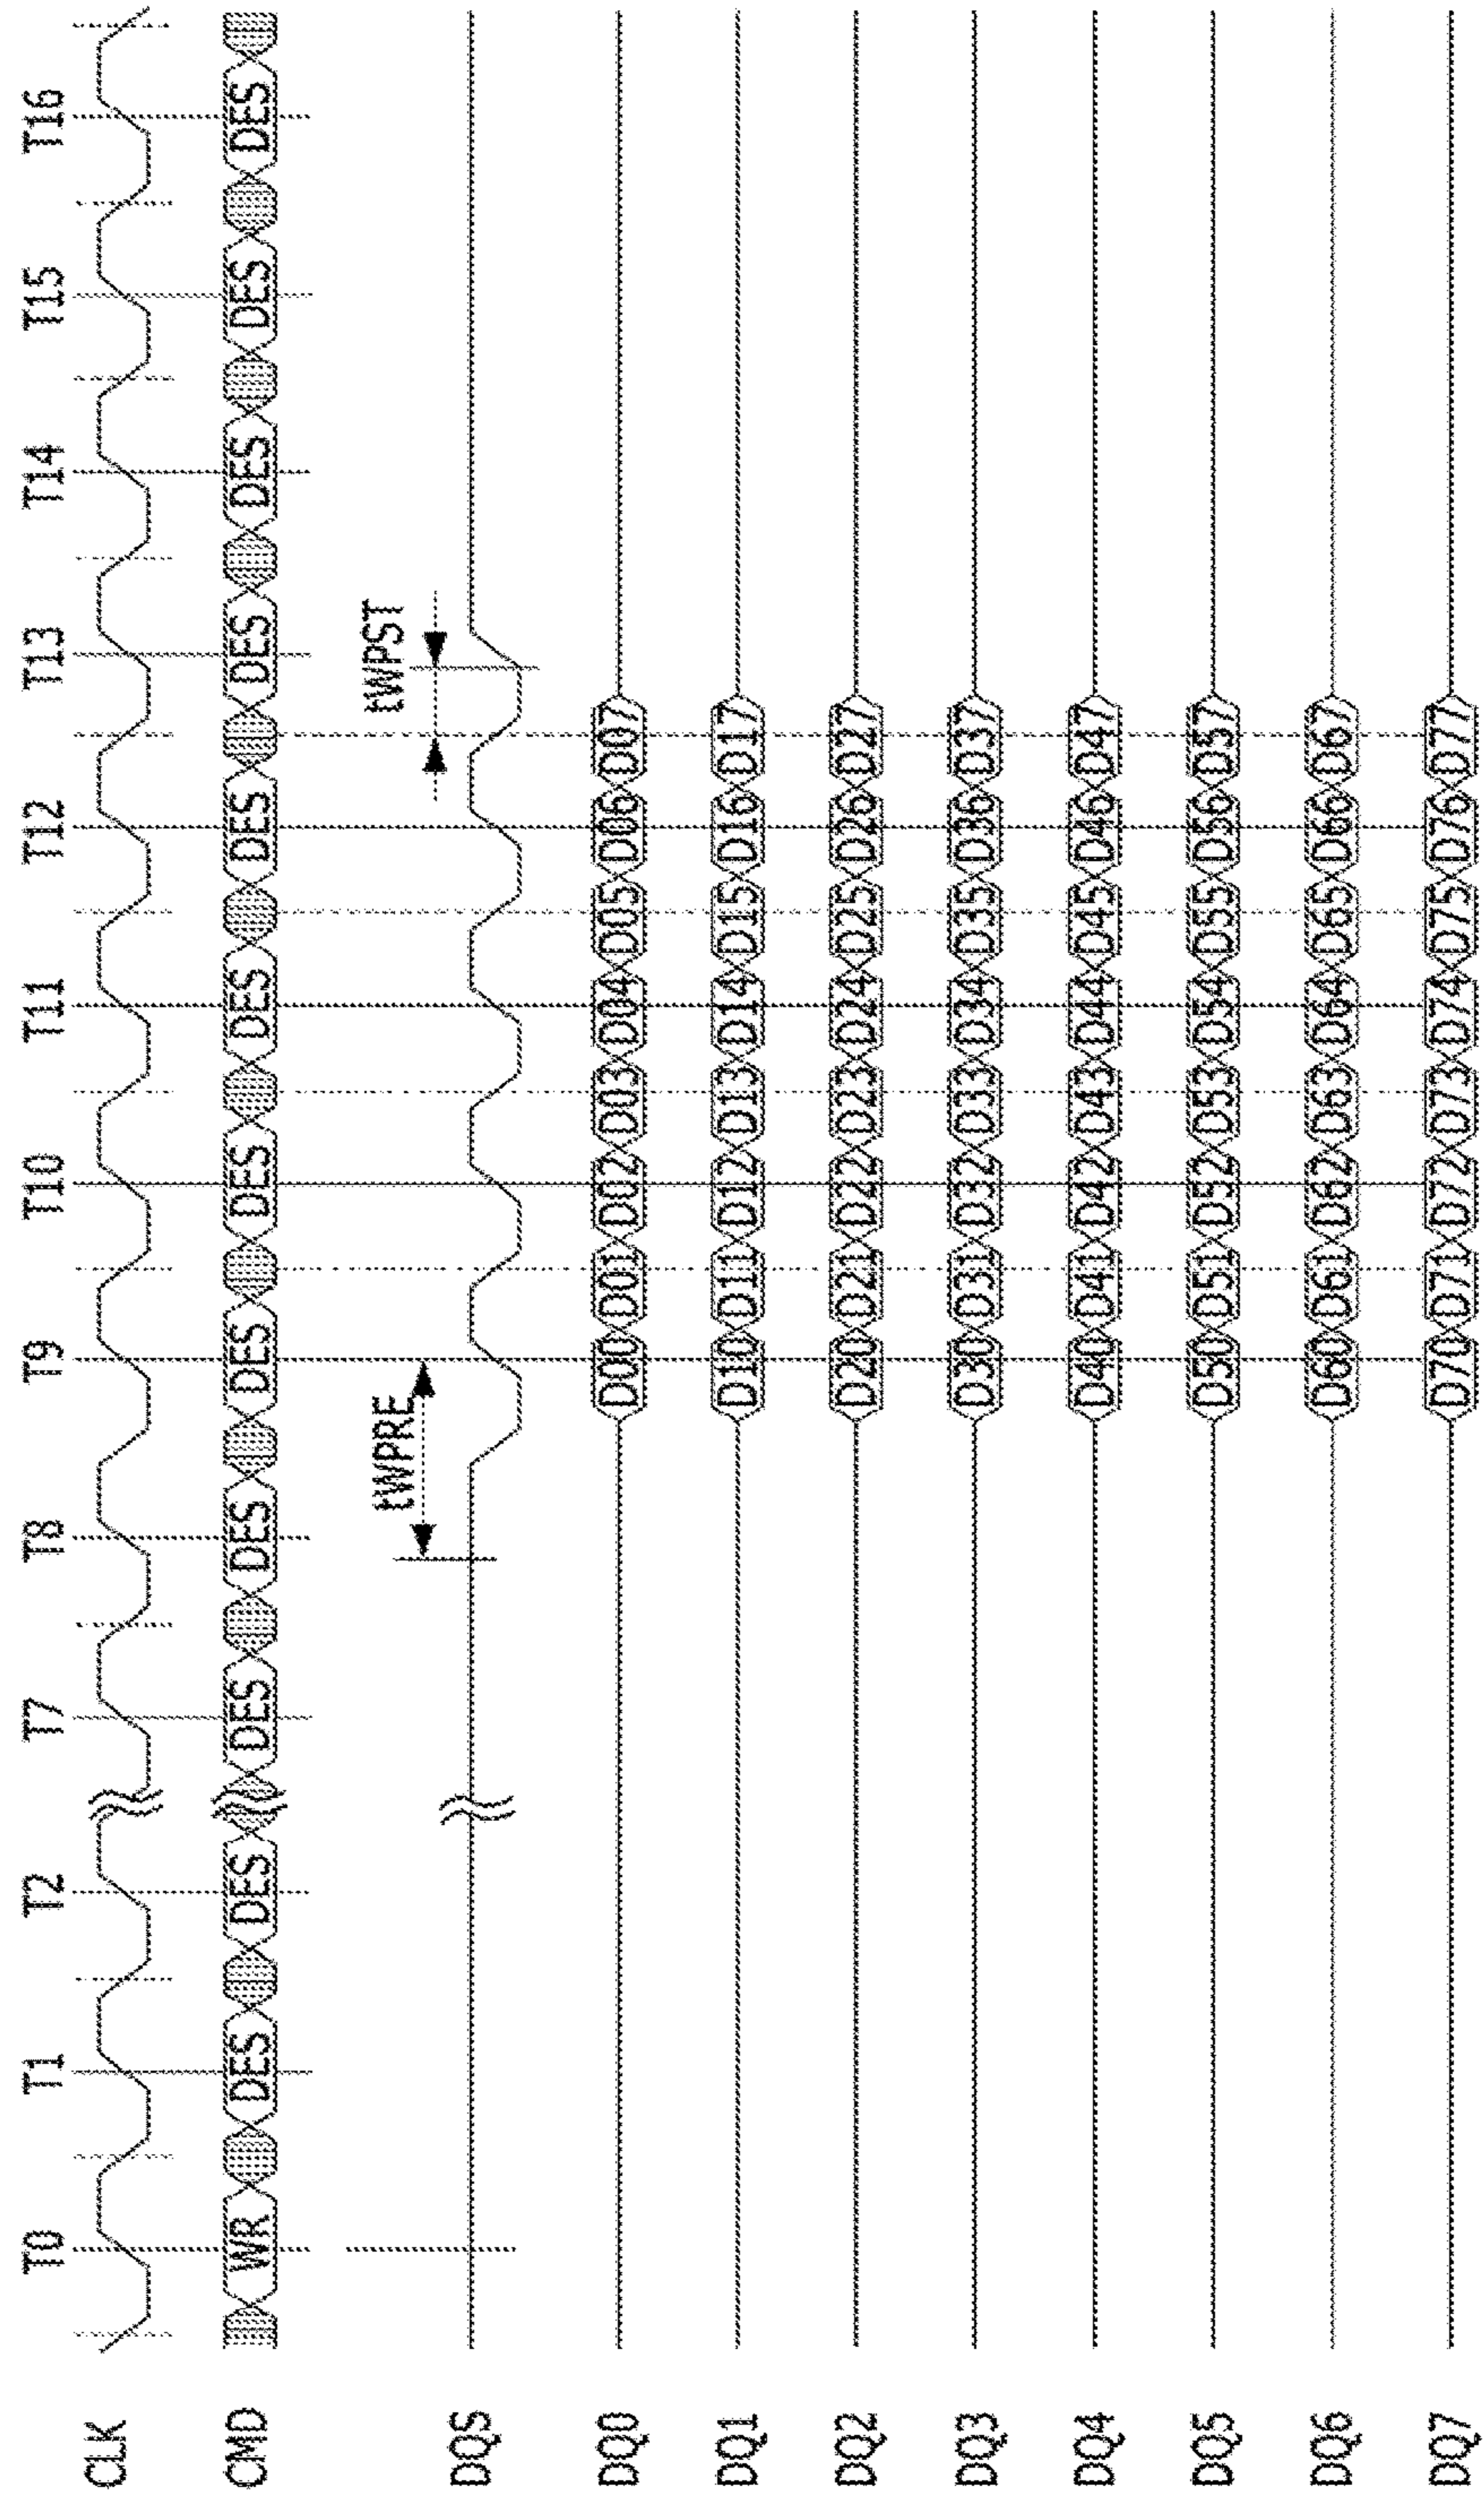 T0 T1 T2 T7 T8 T9 T10 T11 T12 T13 T14 T15 T16
CLK
CMD WR DES DES DES DES DES DES DES DES DES DES DES DES
tWPRE tWPST
DQS
DQ0 D00 D01 D02 D03 D04 D05 D06 D07
DQ1 D10 D11 D12 D13 D14 D15 D16 D17
DQ2 D20 D21 D22 D23 D24 D25 D26 D27
DQ3 D30 D31 D32 D33 D34 D35 D36 D37
DQ4 D40 D41 D42 D43 D44 D45 D46 D47
DQ5 D50 D51 D52 D53 D54 D55 D56 D57
DQ6 D60 D61 D62 D63 D64 D65 D66 D67
DQ7 D70 D71 D72 D73 D74 D75 D76 D77